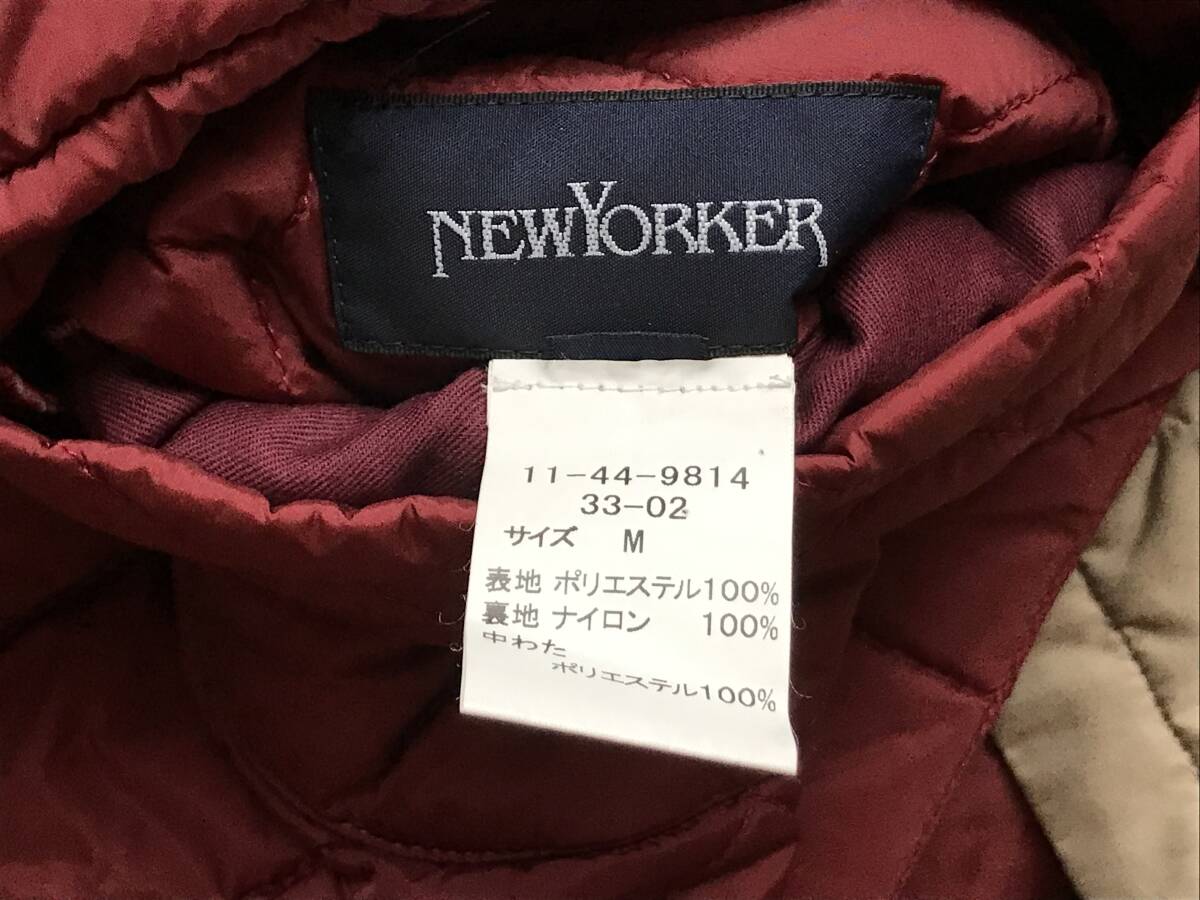 NEWYORKER
11-44-9814
33-02
サイズ M
表地 ポリエステル100%
裏地 ナイロン 100%
中わた
ポリエステル100%